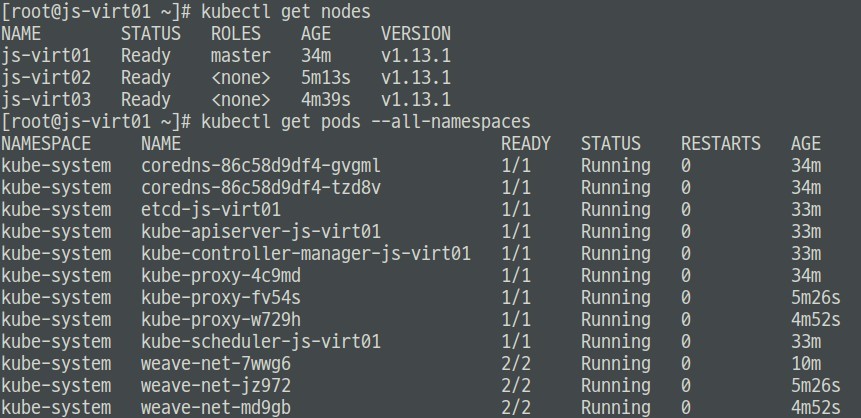 [root@js-virt01 ~]# kubectl get nodes
NAME        STATUS   ROLES    AGE     VERSION
js-virt01   Ready    master   34m     v1.13.1
js-virt02   Ready    <none>   5m13s   v1.13.1
js-virt03   Ready    <none>   4m39s   v1.13.1
[root@js-virt01 ~]# kubectl get pods --all-namespaces
NAMESPACE     NAME                                READY   STATUS    RESTARTS   AGE
kube-system   coredns-86c58d9df4-gvgml            1/1     Running   0          34m
kube-system   coredns-86c58d9df4-tzd8v            1/1     Running   0          34m
kube-system   etcd-js-virt01                      1/1     Running   0          33m
kube-system   kube-apiserver-js-virt01            1/1     Running   0          33m
kube-system   kube-controller-manager-js-virt01   1/1     Running   0          33m
kube-system   kube-proxy-4c9md                    1/1     Running   0          34m
kube-system   kube-proxy-fv54s                    1/1     Running   0          5m26s
kube-system   kube-proxy-w729h                    1/1     Running   0          4m52s
kube-system   kube-scheduler-js-virt01            1/1     Running   0          33m
kube-system   weave-net-7wwg6                     2/2     Running   0          10m
kube-system   weave-net-jz972                     2/2     Running   0          5m26s
kube-system   weave-net-md9gb                     2/2     Running   0          4m52s